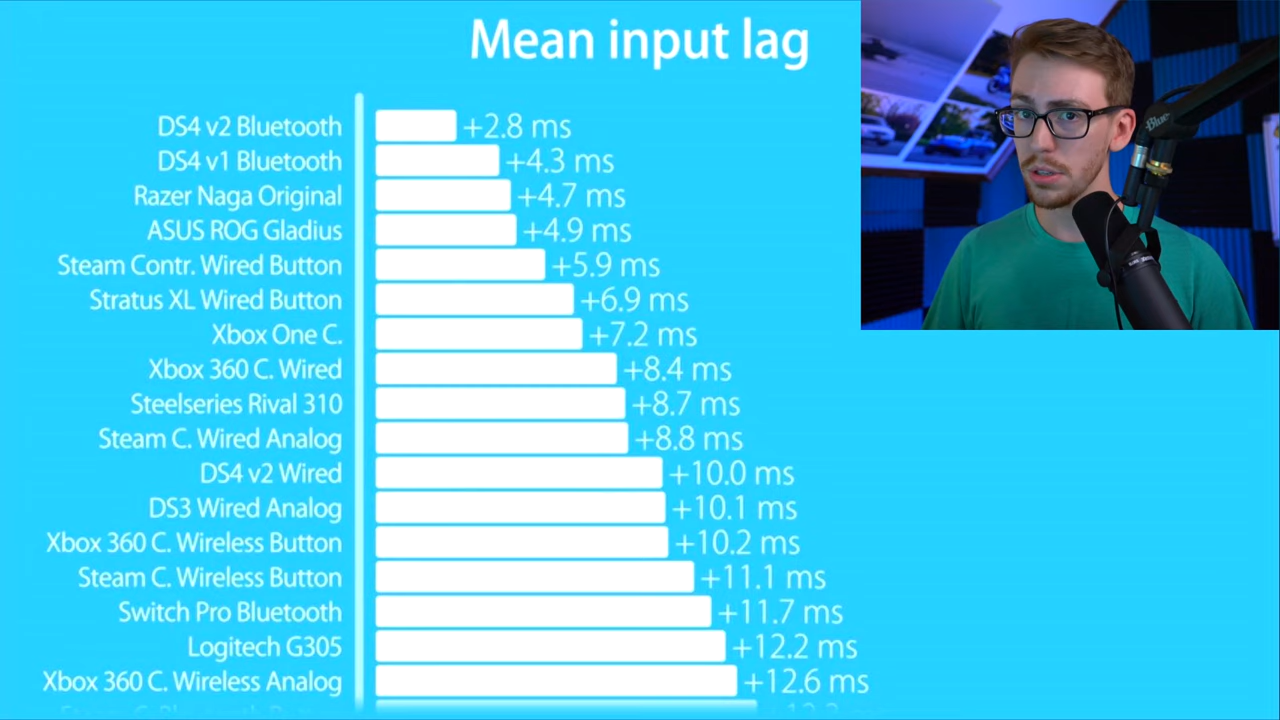 Mean input lag
DS4 v2 Bluetooth +2.8 ms
DS4 v1 Bluetooth +4.3 ms
Razer Naga Original +4.7 ms
ASUS ROG Gladius +4.9 ms
Steam Contr. Wired Button +5.9 ms
Stratus XL Wired Button +6.9 ms
Xbox One C. +7.2 ms
Xbox 360 C. Wired +8.4 ms
Steelseries Rival 310 +8.7 ms
Steam C. Wired Analog +8.8 ms
DS4 v2 Wired +10.0 ms
DS3 Wired Analog +10.1 ms
Xbox 360 C. Wireless Button +10.2 ms
Steam C. Wireless Button +11.1 ms
Switch Pro Bluetooth +11.7 ms
Logitech G305 +12.2 ms
Xbox 360 C. Wireless Analog +12.6 ms
Blue